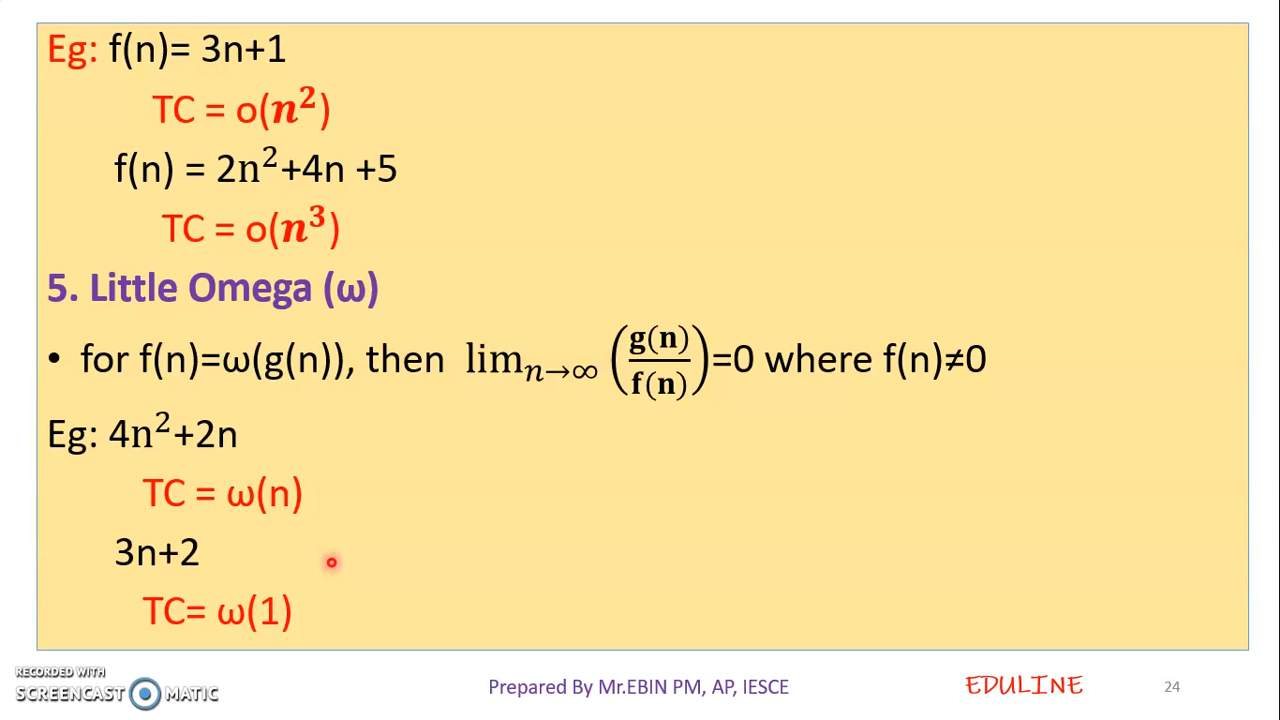 Eg: f(n)= 3n+1
TC = o(n²)
f(n) = 2n²+4n +5
TC = o(n³)
5. Little Omega (ω)
• for f(n)=ω(g(n)), then lim n→∞ (g(n)/f(n))=0 where f(n)≠0
Eg: 4n²+2n
TC = ω(n)
3n+2
TC= ω(1)
RECORDED WITH
SCREENCAST MATIC
Prepared By Mr.EBIN PM, AP, IESCE
EDULINE
24